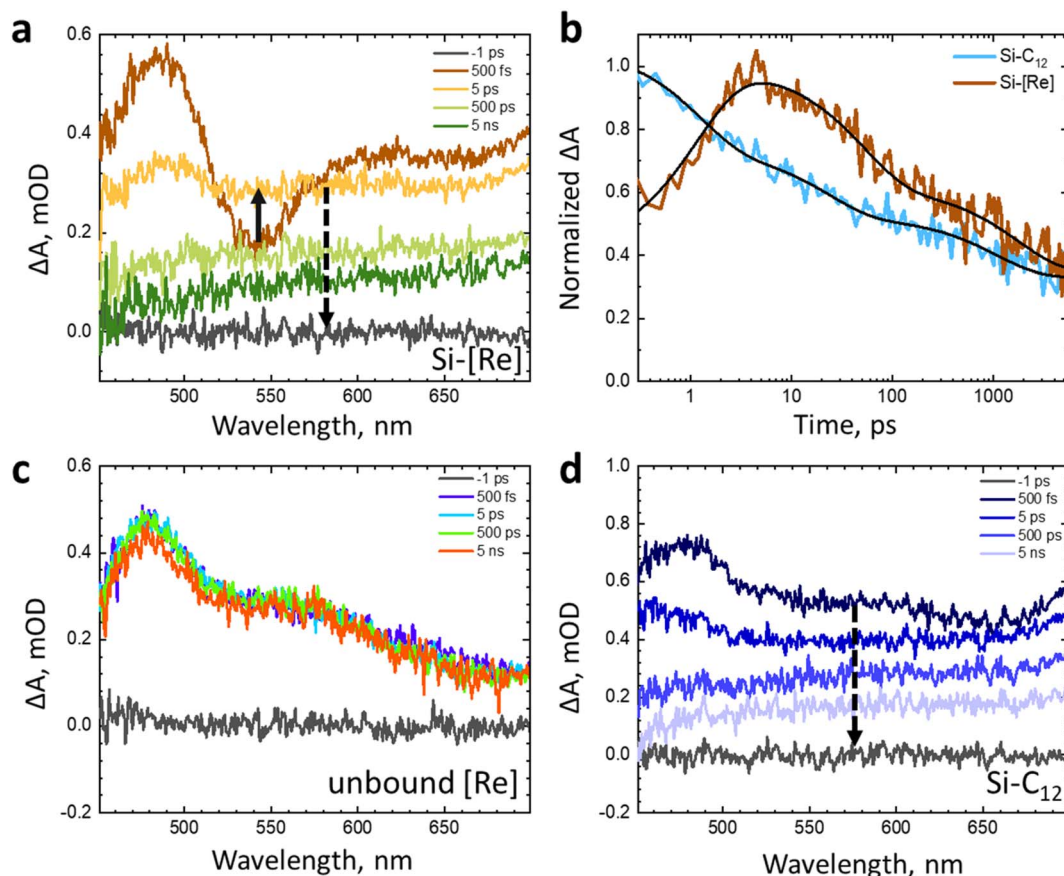 a
0.6
0.4
0.2
0.0
ΔA, mOD
-1 ps
500 fs
5 ps
500 ps
5 ns
Si-[Re]
500 550 600 650
Wavelength, nm
b
1.0
0.8
0.6
0.4
0.2
0.0
Normalized ΔA
Si-C12
Si-[Re]
1 10 100 1000
Time, ps
c
0.6
0.4
0.2
0.0
-0.2
ΔA, mOD
-1 ps
500 fs
5 ps
500 ps
5 ns
unbound [Re]
500 550 600 650
Wavelength, nm
d
1.0
0.8
0.6
0.4
0.2
0.0
-0.2
ΔA, mOD
-1 ps
500 fs
5 ps
500 ps
5 ns
Si-C12
500 550 600 650
Wavelength, nm